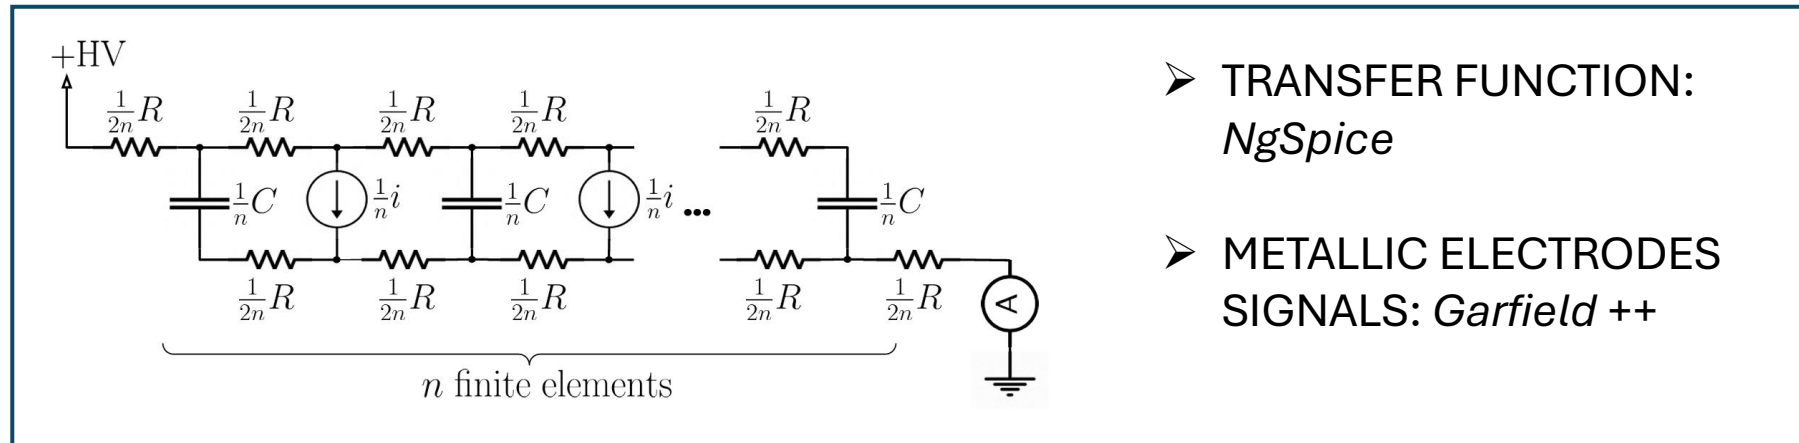 +HV
1/2n R 1/2n R 1/2n R 1/2n R 1/2n R
1/n C 1/n i 1/n C 1/n i ... 1/n C
1/2n R 1/2n R 1/2n R 1/2n R 1/2n R
A
n finite elements
➢ TRANSFER FUNCTION:
NgSpice
➢ METALLIC ELECTRODES
SIGNALS: Garfield ++